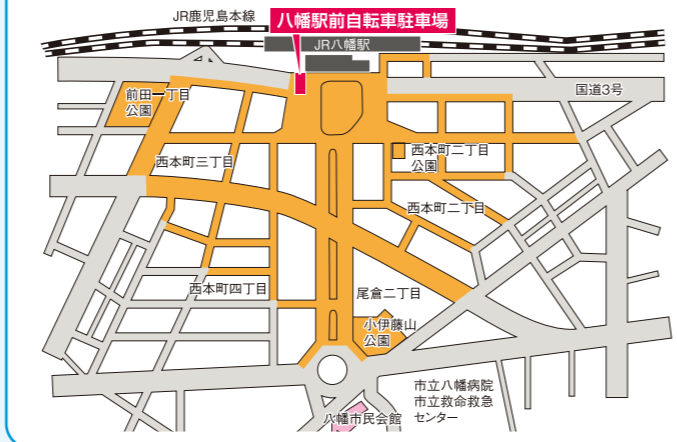 JR鹿児島本線
八幡駅前自転車駐車場
JR八幡駅
前田一丁目
公園
国道3号
西本町三丁目
西本町二丁目
公園
西本町二丁目
西本町四丁目
尾倉二丁目
小伊藤山
公園
市立八幡病院
市立救命救急
センター
八幡市民会館